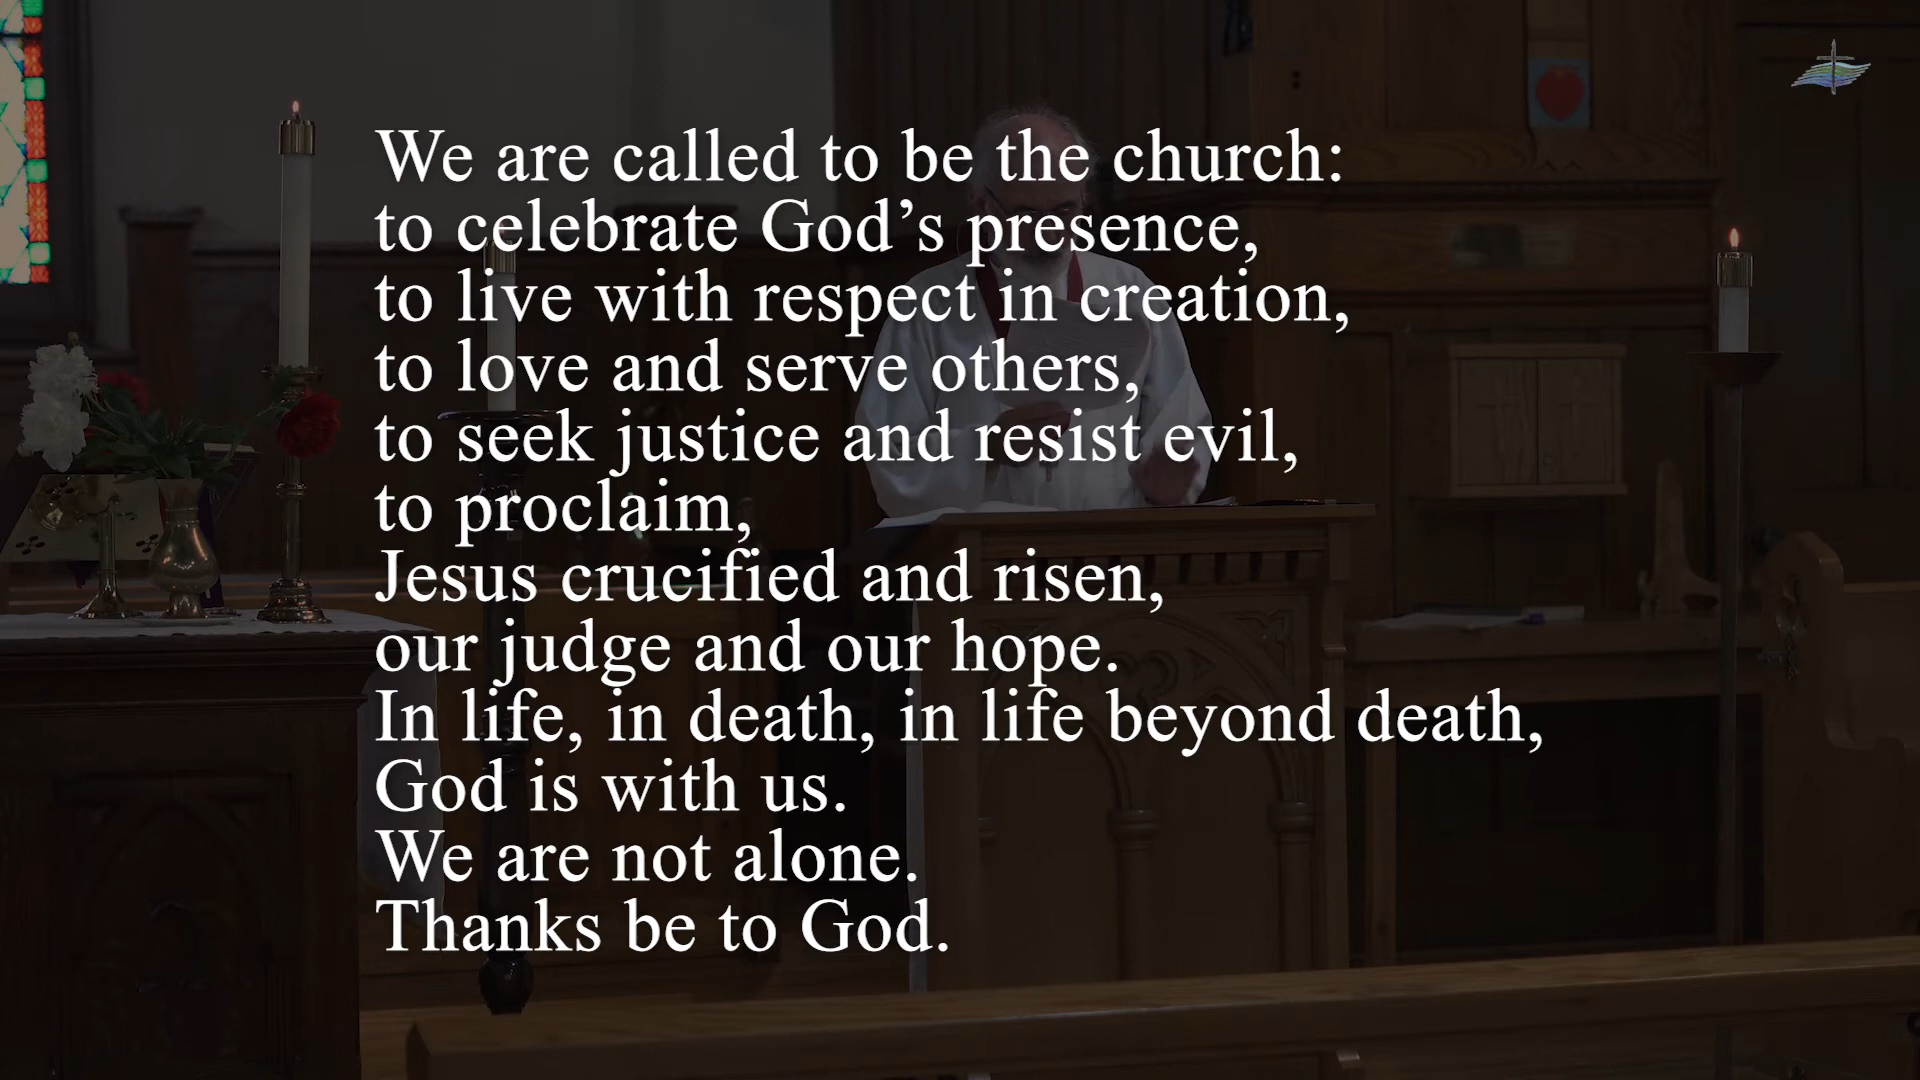 We are called to be the church:
to celebrate God’s presence,
to live with respect in creation,
to love and serve others,
to seek justice and resist evil,
to proclaim,
Jesus crucified and risen,
our judge and our hope.
In life, in death, in life beyond death,
God is with us.
We are not alone.
Thanks be to God.